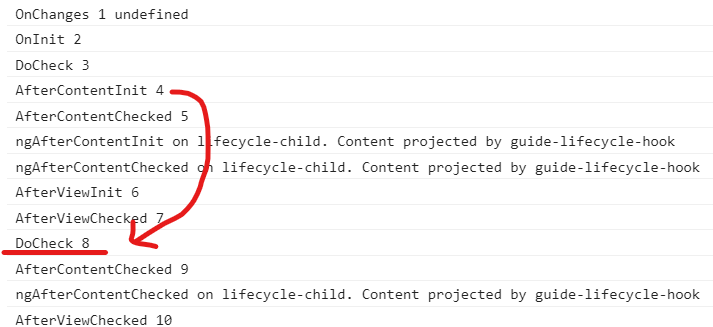 OnChanges 1 undefined
OnInit 2
DoCheck 3
AfterContentInit 4
AfterContentChecked 5
ngAfterContentInit on lifecycle-child. Content projected by guide-lifecycle-hook
ngAfterContentChecked on lifecycle-child. Content projected by guide-lifecycle-hook
AfterViewInit 6
AfterViewChecked 7
DoCheck 8
AfterContentChecked 9
ngAfterContentChecked on lifecycle-child. Content projected by guide-lifecycle-hook
AfterViewChecked 10